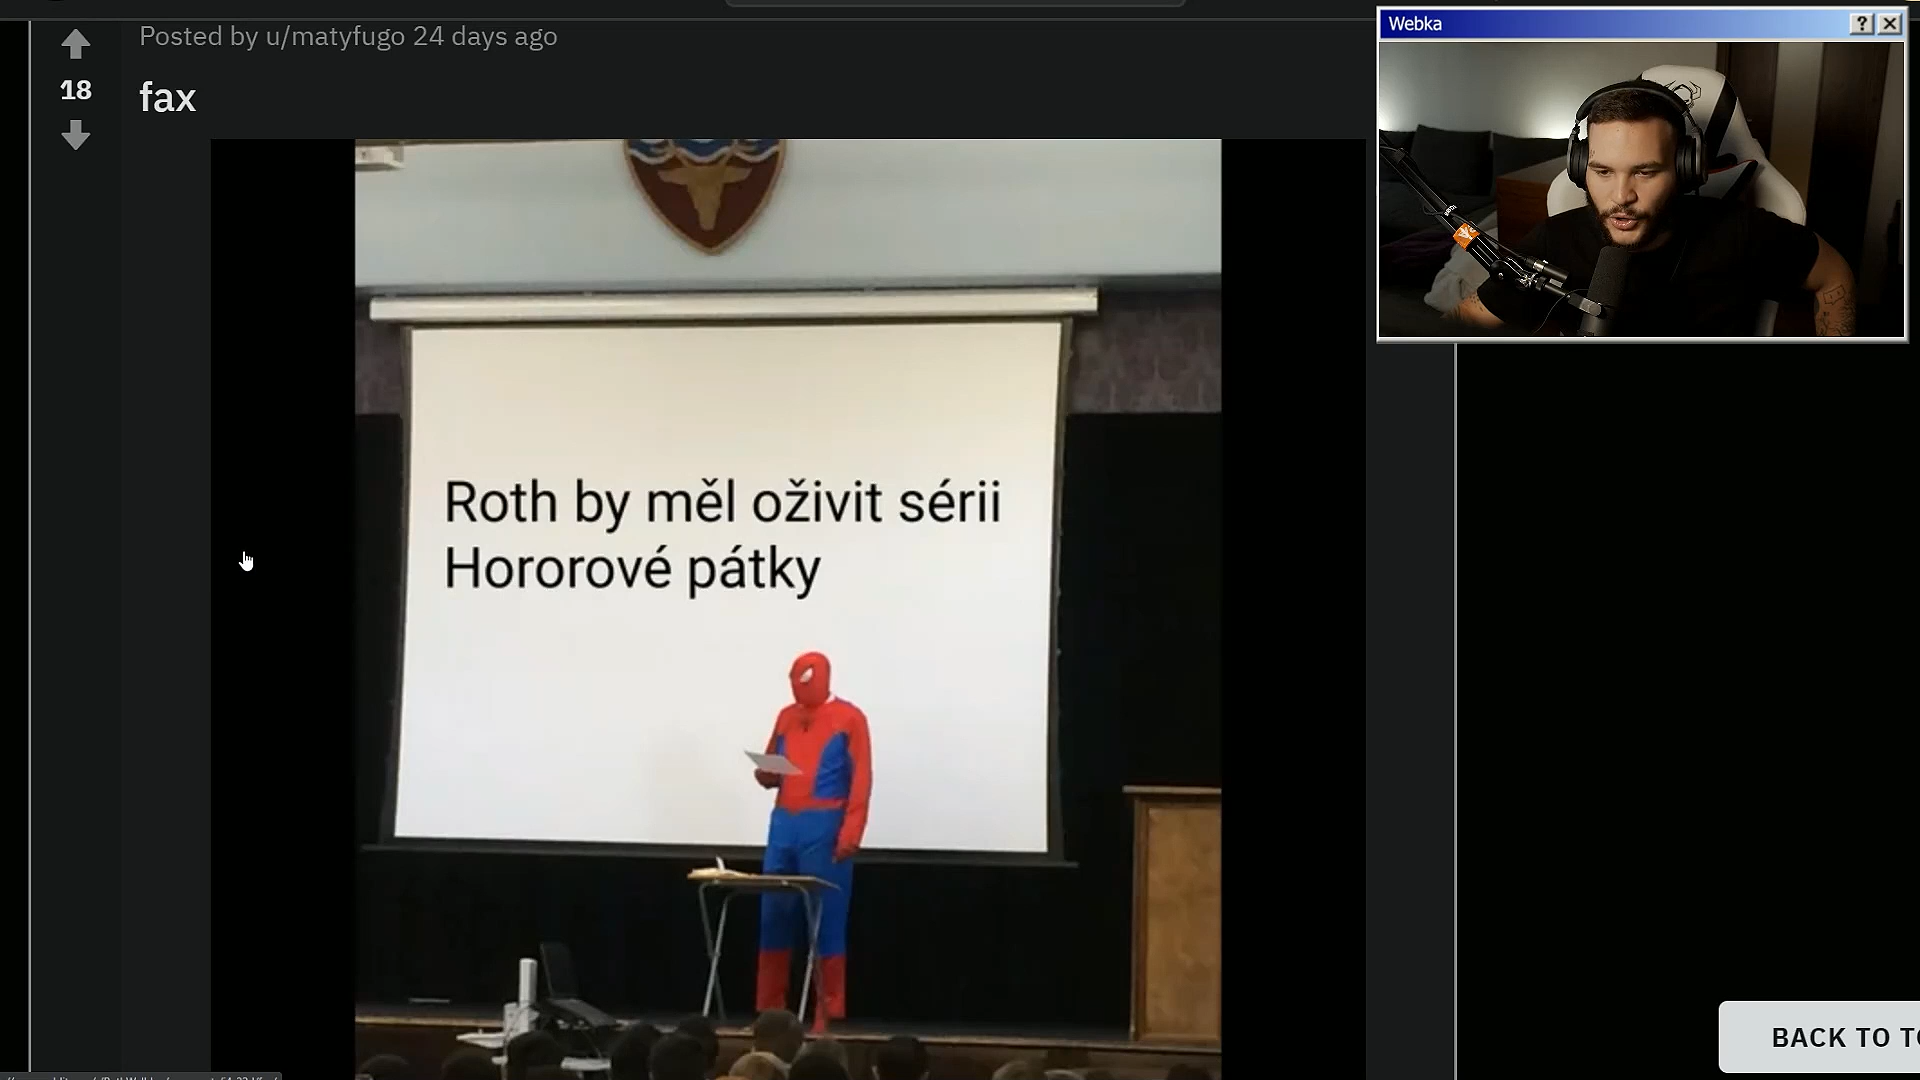 Posted by u/matyfugo 24 days ago
18
fax
Webka
Roth by měl oživit sérii
Hororové pátky
BACK TO